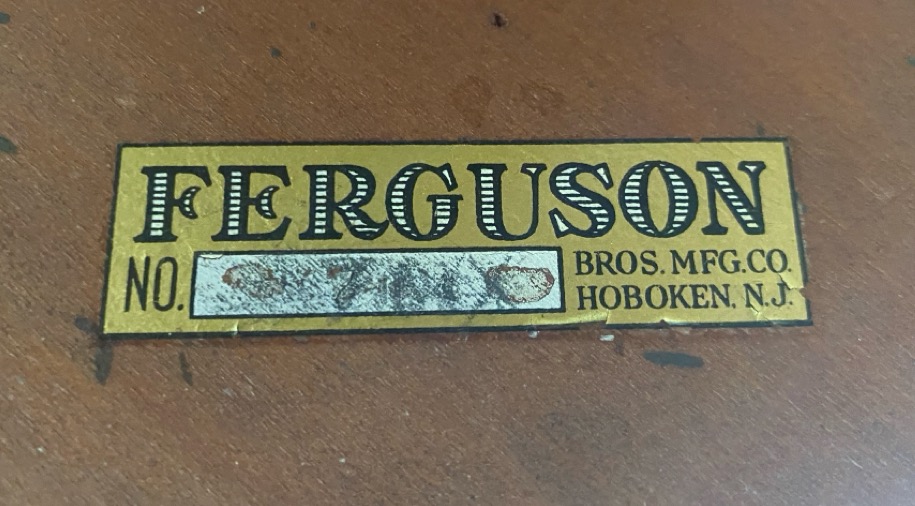 FERGUSON
NO.
BROS. MFG. CO.
HOBOKEN, N.J.